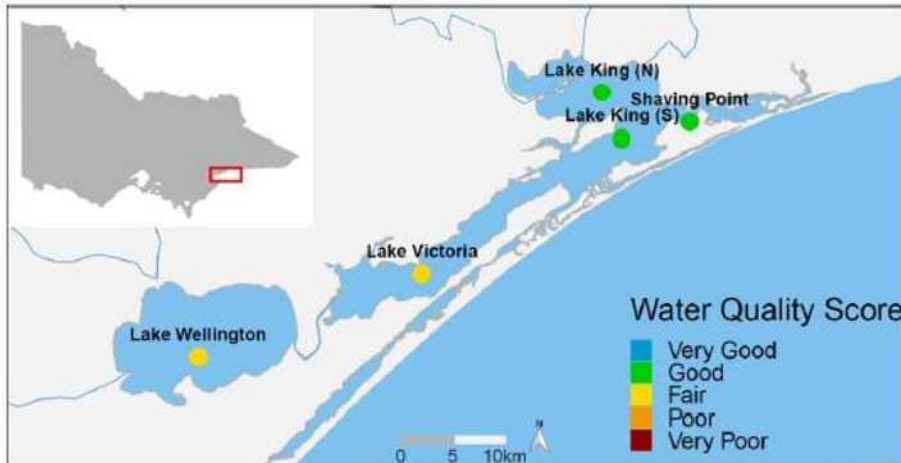 Lake King (N)
Shaving Point
Lake King (S)
Lake Victoria
Lake Wellington
Water Quality Score
Very Good
Good
Fair
Poor
Very Poor
N
0 5 10km